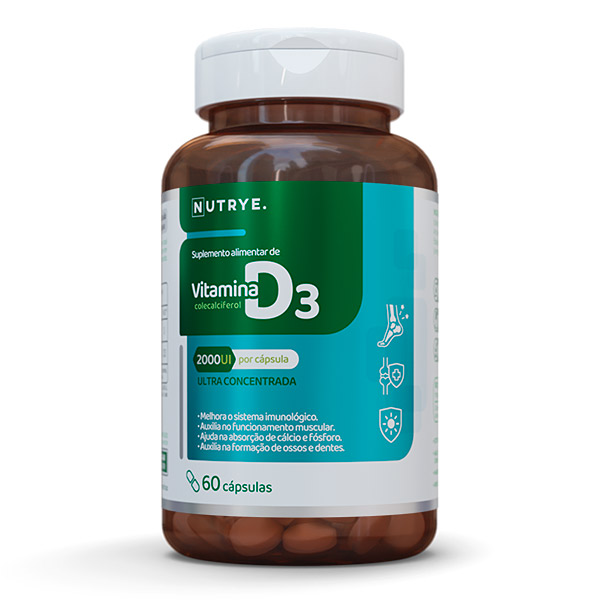 NUTRYE.
Suplemento alimentar de
Vitamina D3
colecalciferol
2000UI por cápsula
ULTRA CONCENTRADA
• Melhora o sistema imunológico.
• Auxilia no funcionamento muscular.
• Ajuda na absorção de cálcio e fósforo.
• Auxilia na formação de ossos e dentes.
60 cápsulas